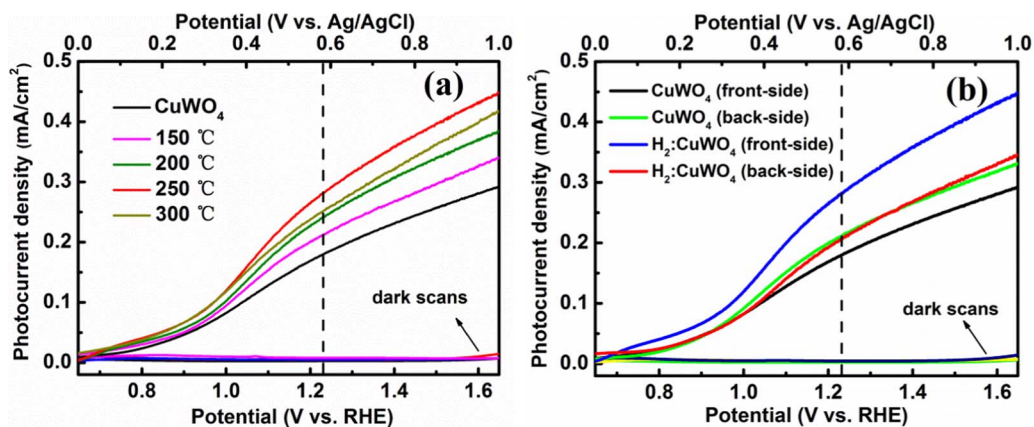 Potential (V vs. Ag/AgCl)
0.0 0.2 0.4 0.6 0.8 1.0
(a)
Photocurrent density (mA/cm²)
0.5
0.4
0.3
0.2
0.1
0.0
CuWO₄
150 ℃
200 ℃
250 ℃
300 ℃
dark scans
0.8 1.0 1.2 1.4 1.6
Potential (V vs. RHE)
Potential (V vs. Ag/AgCl)
0.0 0.2 0.4 0.6 0.8 1.0
(b)
Photocurrent density (mA/cm²)
0.5
0.4
0.3
0.2
0.1
0.0
CuWO₄ (front-side)
CuWO₄ (back-side)
H₂:CuWO₄ (front-side)
H₂:CuWO₄ (back-side)
dark scans
0.8 1.0 1.2 1.4 1.6
Potential (V vs. RHE)